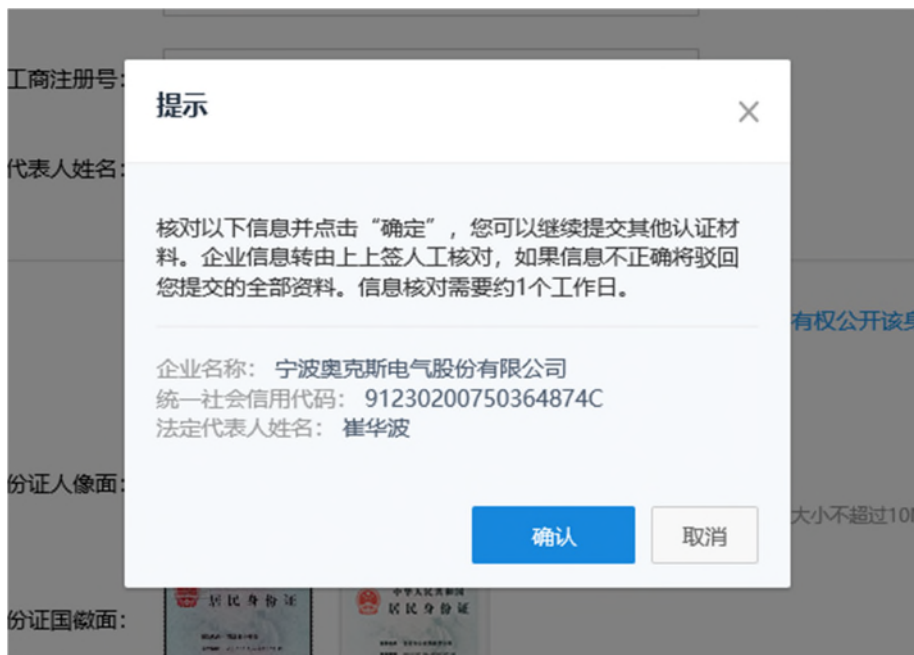 工商注册号:
提示
代表人姓名:
核对以下信息并点击“确定”，您可以继续提交其他认证材
料。企业信息转由上上签人工核对，如果信息不正确将驳回
您提交的全部资料。信息核对需要约1个工作日。
有权公开该身
企业名称： 宁波奥克斯电气股份有限公司
统一社会信用代码： 91230200750364874C
法定代表人姓名： 崔华波
份证人像面:
大小不超过10
确认
取消
居民身份证
中华人民共和国
居民身份证
份证国徽面: